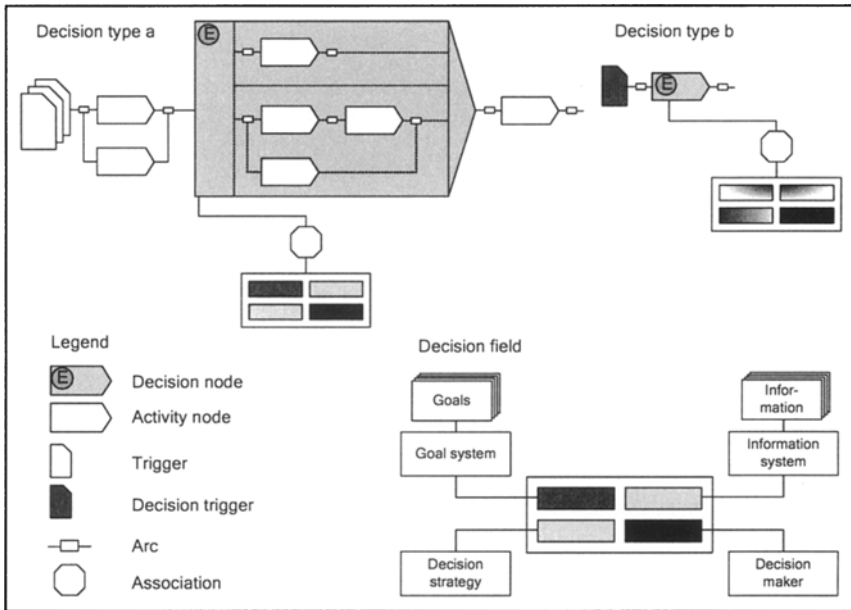 Decision type a
E
Decision type b
E
Legend
E
Decision node
Activity node
Trigger
Decision trigger
Arc
Association
Decision field
Goals
Goal system
Decision
strategy
Infor-
mation
Information
system
Decision
maker